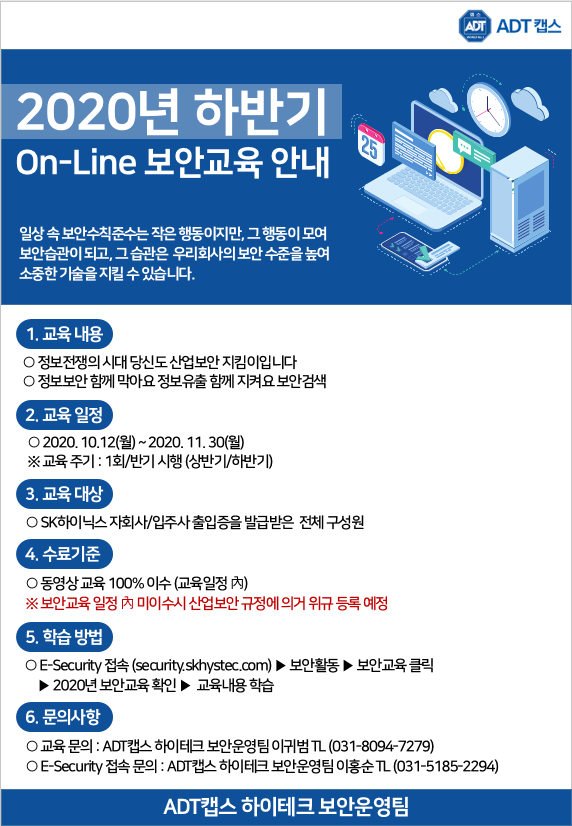 캡스
ADT
ADT 캡스
2020년 하반기
On-Line 보안교육 안내
25
일상 속 보안수칙준수는 작은 행동이지만, 그 행동이 모여
보안습관이 되고, 그 습관은 우리회사의 보안 수준을 높여
소중한 기술을 지킬 수 있습니다.
1. 교육 내용
○ 정보전쟁의 시대 당신도 산업보안 지킴이입니다
○ 정보보안 함께 막아요 정보유출 함께 지켜요 보안검색
2. 교육 일정
○ 2020. 10.12(월) ~ 2020. 11. 30(월)
※ 교육 주기 : 1회/반기 시행 (상반기/하반기)
3. 교육 대상
○ SK하이닉스 자회사/입주사 출입증을 발급받은 전체 구성원
4. 수료기준
○ 동영상 교육 100% 이수 (교육일정 內)
※ 보안교육 일정 內 미이수시 산업보안 규정에 의거 위규 등록 예정
5. 학습 방법
○ E-Security 접속 (security.skhystec.com) ▶ 보안활동 ▶ 보안교육 클릭
▶ 2020년 보안교육 확인 ▶ 교육내용 학습
6. 문의사항
○ 교육 문의 : ADT캡스 하이테크 보안운영팀 이귀범 TL (031-8094-7279)
○ E-Security 접속 문의 : ADT캡스 하이테크 보안운영팀 이홍순 TL (031-5185-2294)
ADT캡스 하이테크 보안운영팀